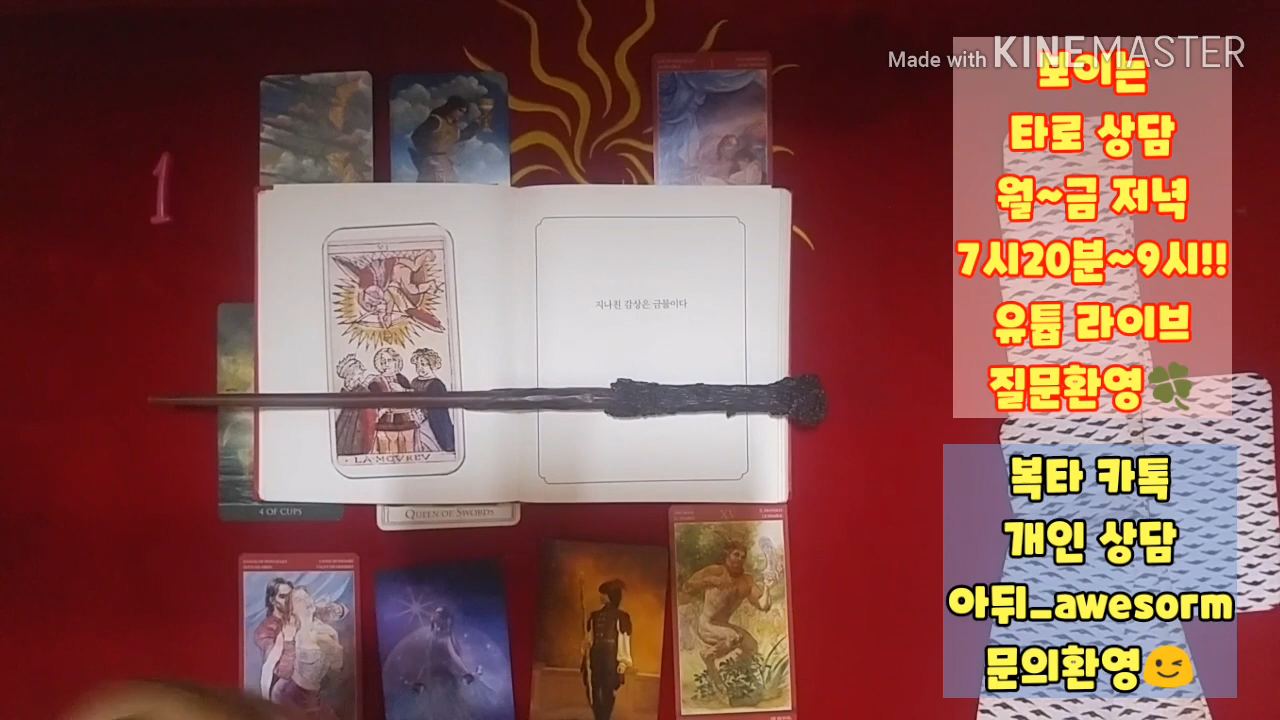 Made with KINEMASTER
보이는
타로 상담
월~금 저녁
7시20분~9시!!
유튭 라이브
질문환영🍀
복타 카톡
개인 상담
아뒤_awesorm
문의환영😉
1
VI
지나친 감상은 금물이다
4 OF CUPS
QUEEN OF SWORDS